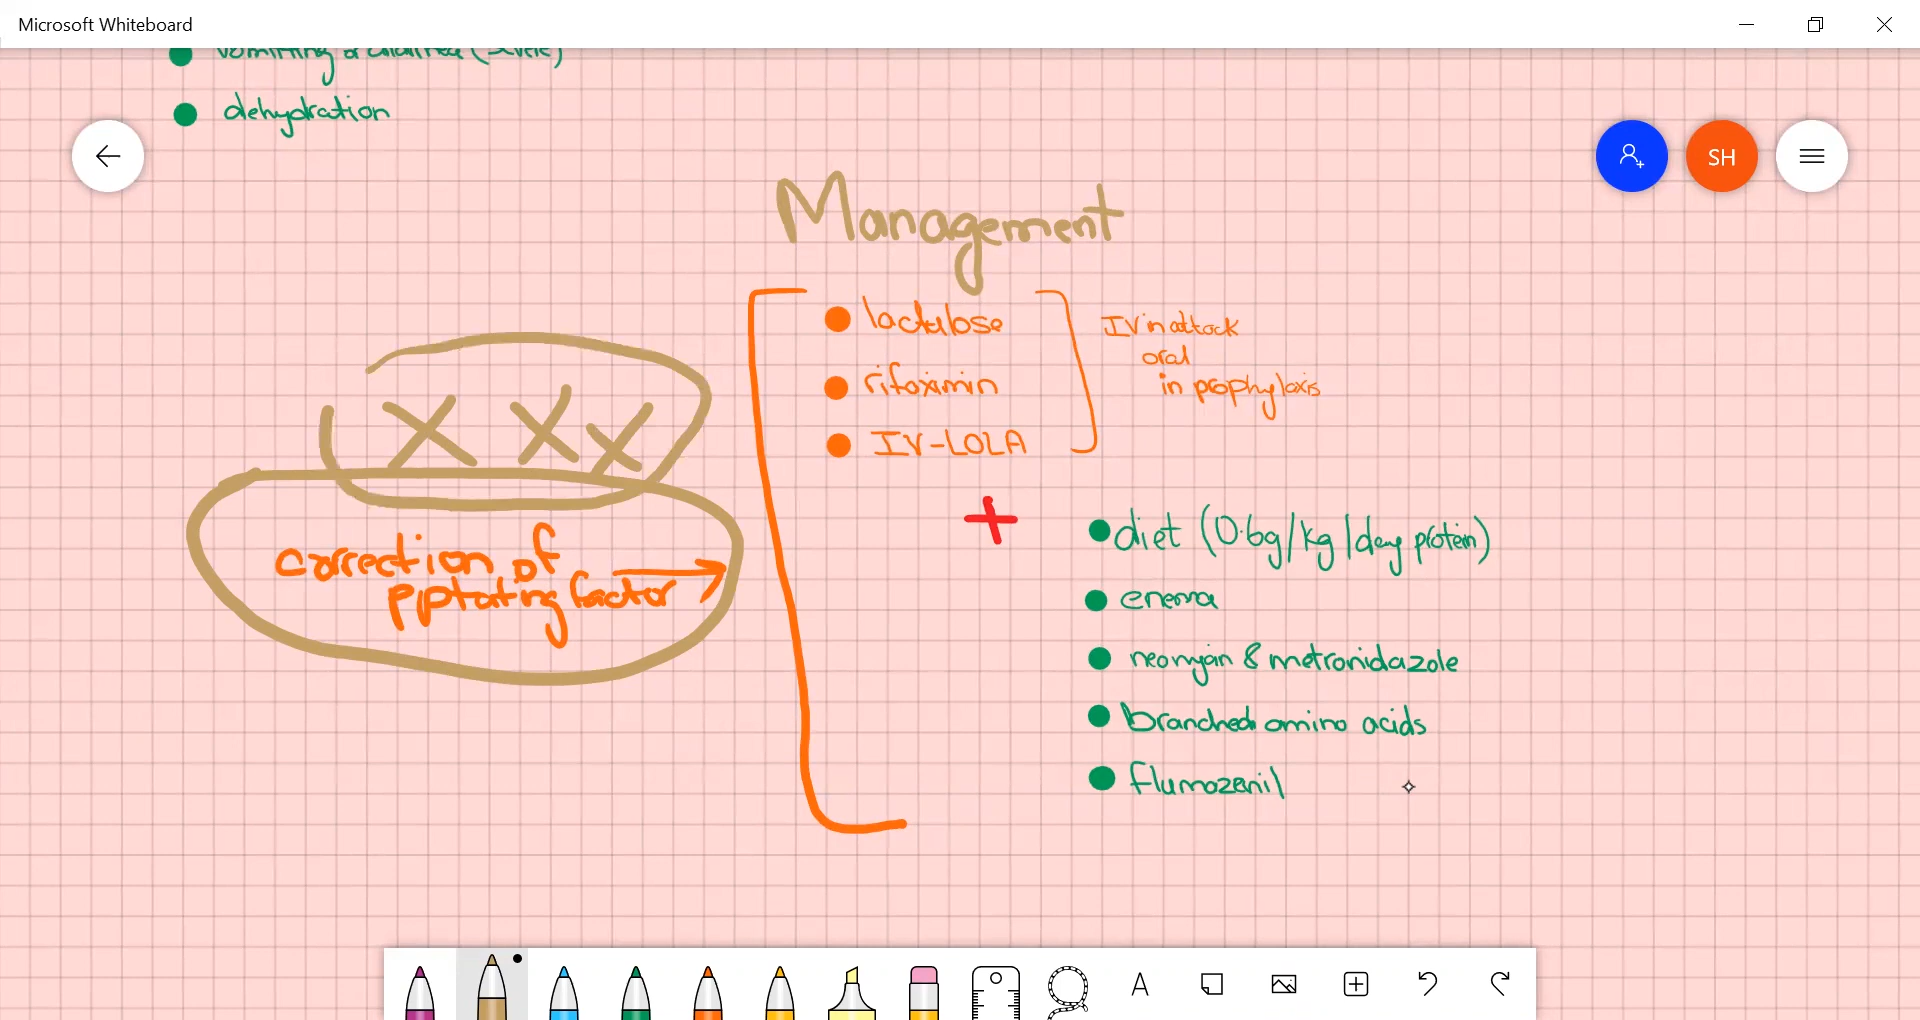 Microsoft Whiteboard
dehydration
SH
Management
lactulose
rifaximin
IV-LOLA
IV in attack
oral
in prophylaxis
X X X
correction of
pptating factor
+
diet (0.6g/kg/day protein)
enema
neomycin & metronidazole
branched amino acids
flumazenil